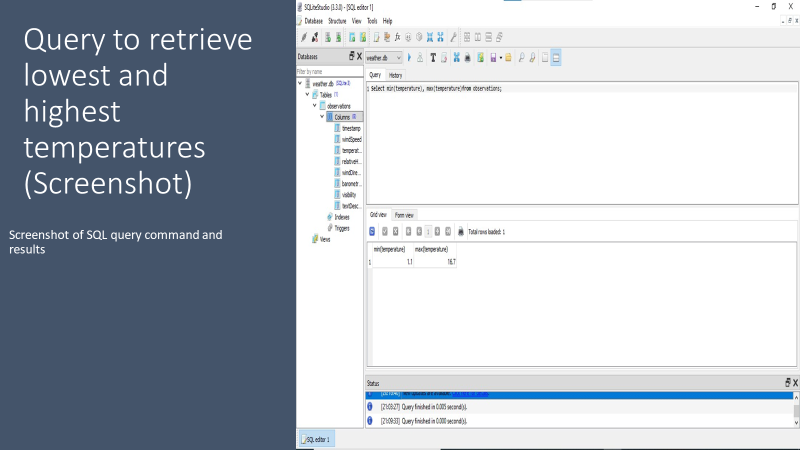 Query to retrieve
lowest and
highest
temperatures
(Screenshot)
Screenshot of SQL query command and
results
SQLiteStudio (3.3.0) - [SQL editor 1]
Database Structure View Tools Help
Databases
Filter by name
weather.db (SQLite 3)
Tables (1)
observations
Columns (8)
timestamp
windSpeed
temperat...
relativeH...
windDire...
barometr...
visibility
textDesc...
Indexes
Triggers
Views
weather.db
Query History
1 Select min(temperature), max(temperature)from observations;
Grid view Form view
1 Total rows loaded: 1
min(temperature) max(temperature)
1 1.1 16.7
Status
[21:03:27] Query finished in 0.005 second(s).
[21:09:33] Query finished in 0.000 second(s).
SQL editor 1